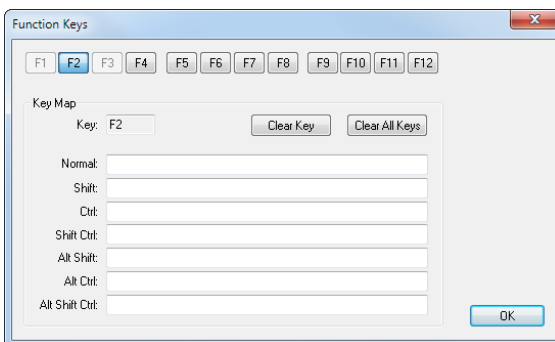 Function Keys
F1 F2 F3 F4 F5 F6 F7 F8 F9 F10 F11 F12
Key Map
Key: F2 Clear Key Clear All Keys
Normal:
Shift:
Ctrl:
Shift Ctrl:
Alt Shift:
Alt Ctrl:
Alt Shift Ctrl:
OK